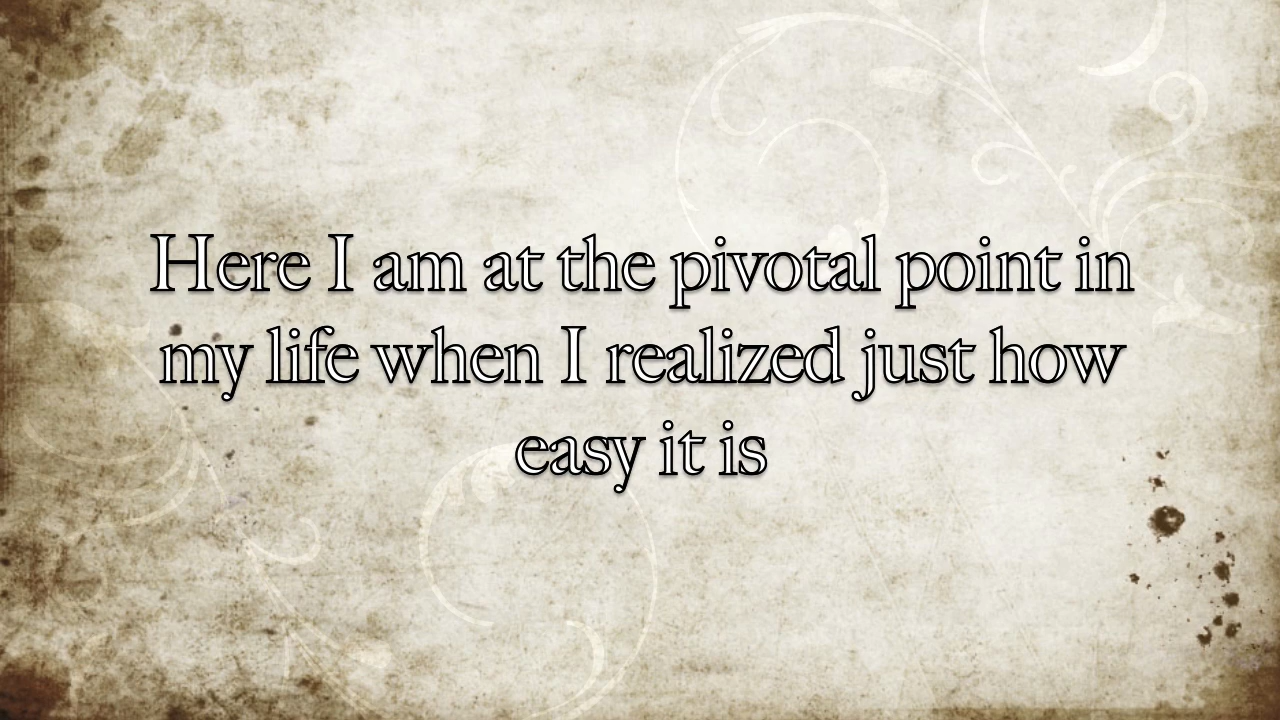 Here I am at the pivotal point in
my life when I realized just how
easy it is